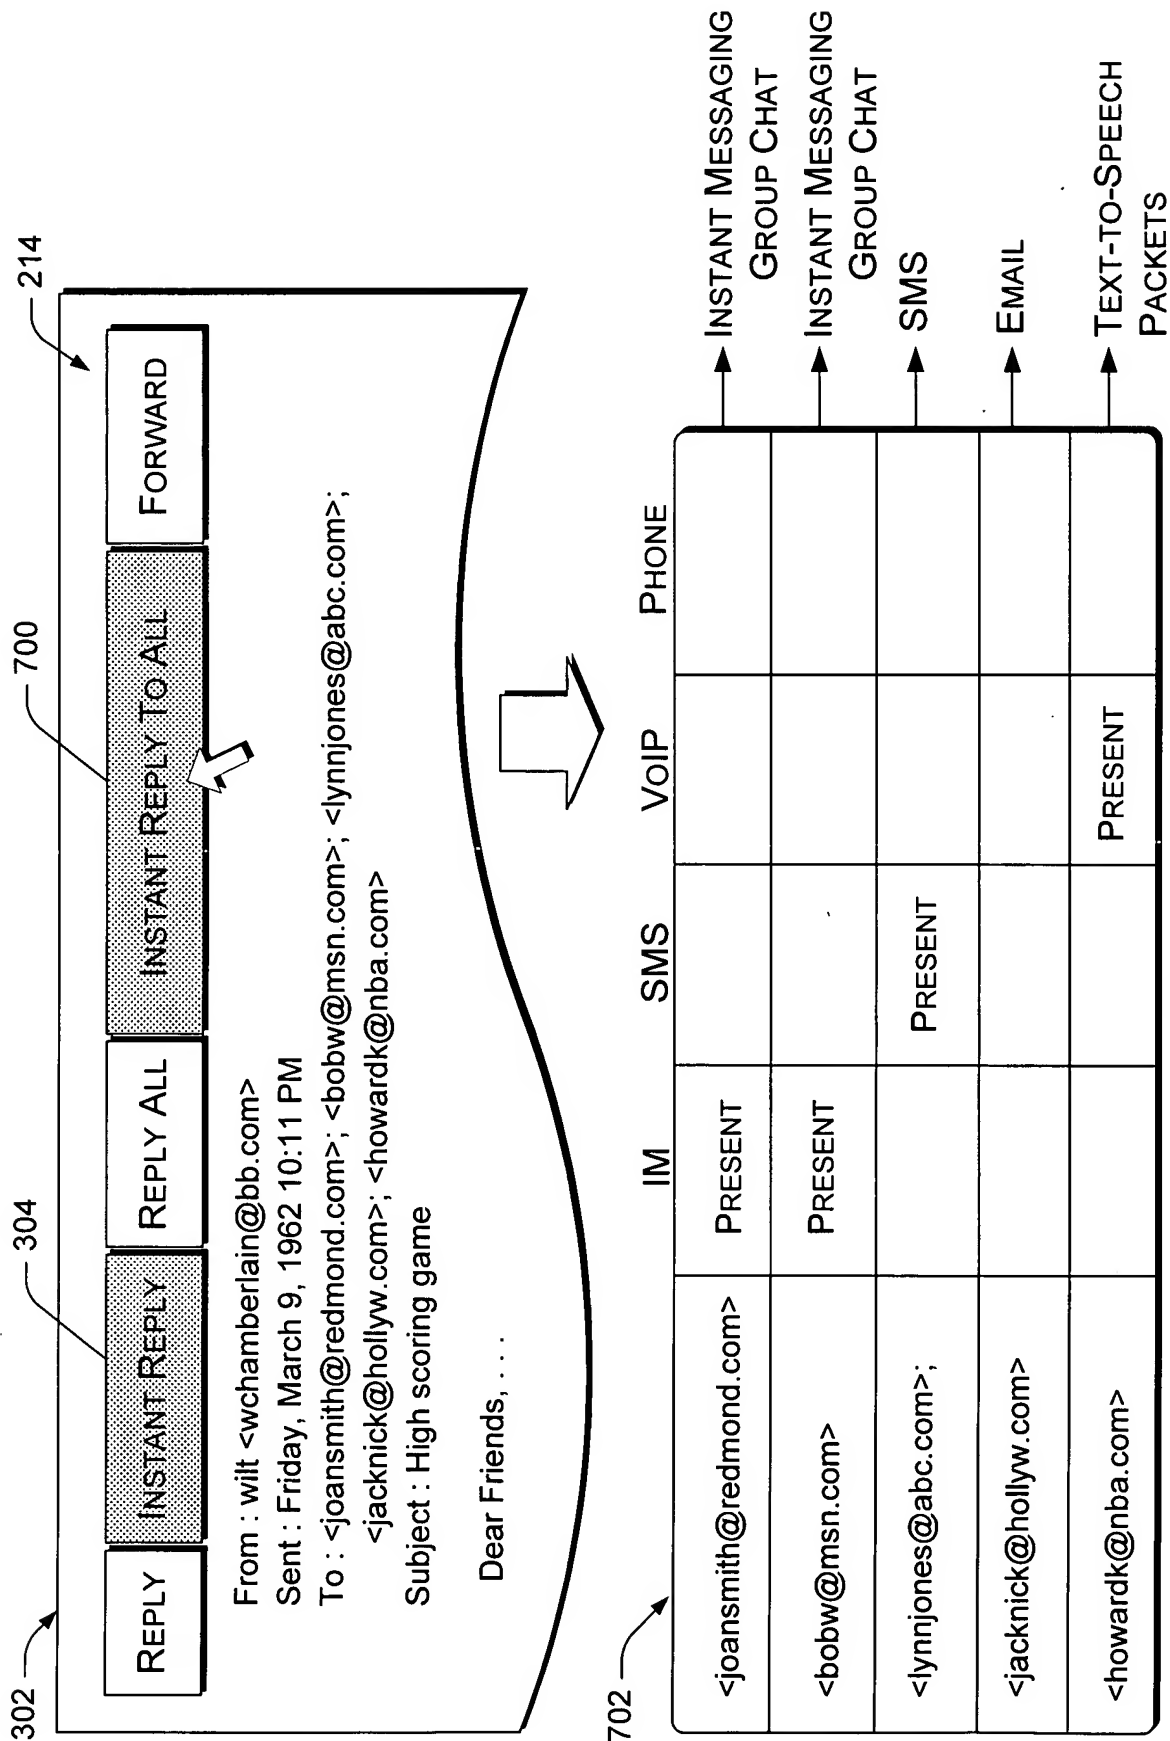 302
304
700
214
REPLY
INSTANT REPLY
REPLY ALL
INSTANT REPLY TO ALL
FORWARD
From : wilt <wchamberlain@bb.com>
Sent : Friday, March 9, 1962 10:11 PM
To : <joansmith@redmond.com>; <bobw@msn.com>; <lynnjones@abc.com>;
<jacknick@hollyw.com>; <howardk@nba.com>
Subject : High scoring game
Dear Friends, . . . .
702
IM
SMS
VOIP
PHONE
<joansmith@redmond.com>
PRESENT
INSTANT MESSAGING
GROUP CHAT
<bobw@msn.com>
PRESENT
INSTANT MESSAGING
GROUP CHAT
<lynnjones@abc.com>;
PRESENT
SMS
<jacknick@hollyw.com>
EMAIL
<howardk@nba.com>
PRESENT
TEXT-TO-SPEECH
PACKETS